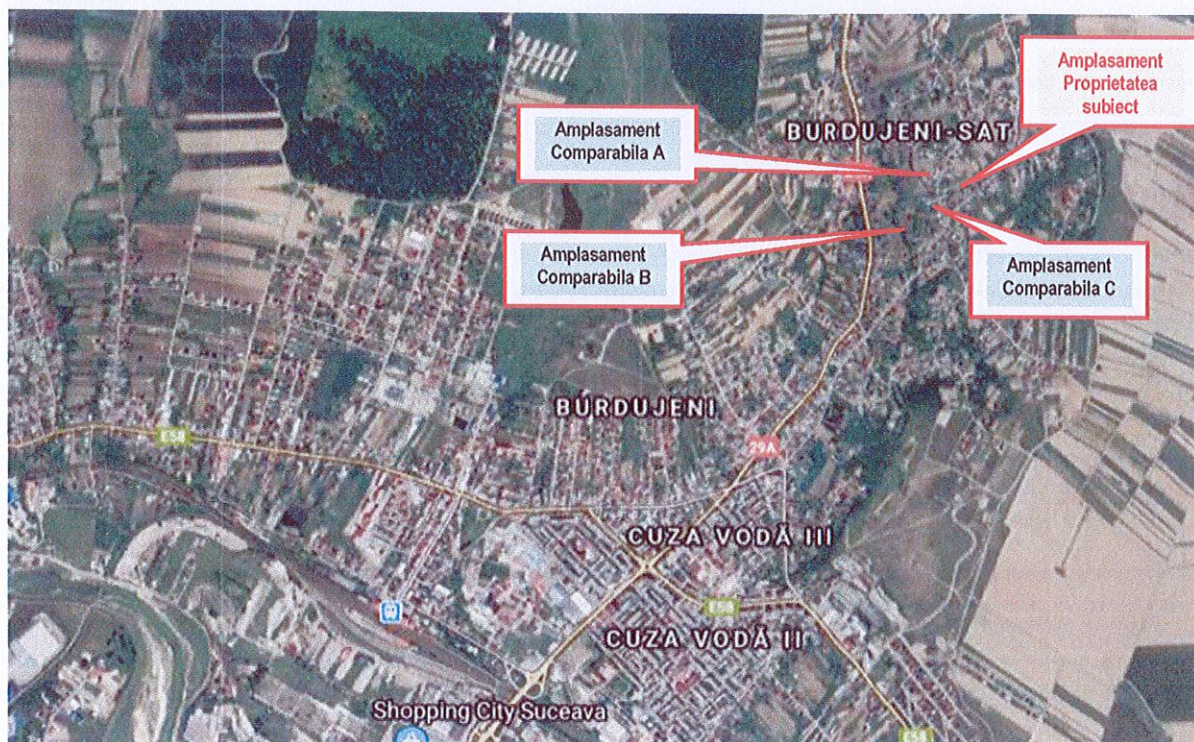 Amplasament
Proprietatea
subiect
Amplasament
Comparabila A
BURDUJENI-SAT
Amplasament
Comparabila B
Amplasament
Comparabila C
BURDUJENI
E58
29A
CUZA VODĂ III
E58
CUZA VODĂ II
Shopping City Suceava
E58